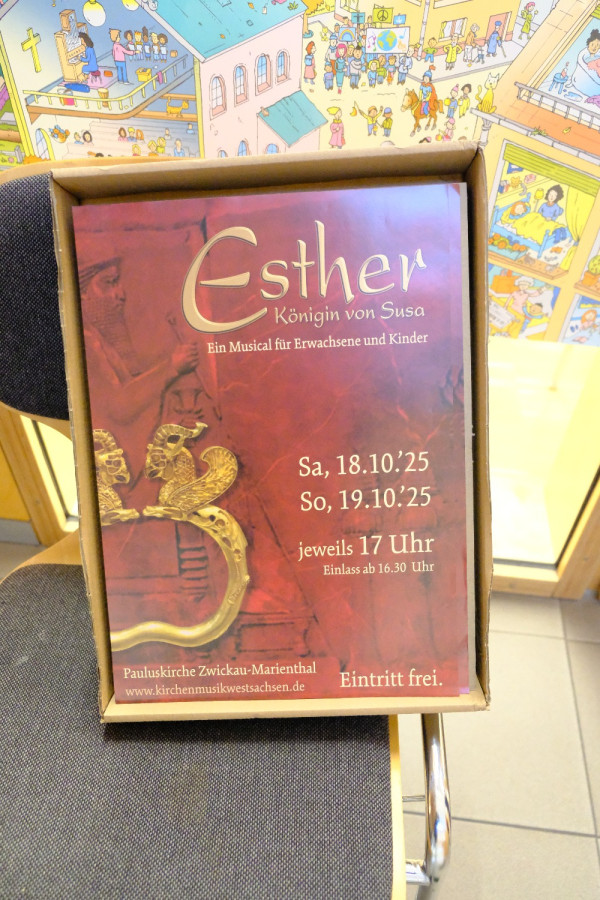 Esther
Königin von Susa
Ein Musical für Erwachsene und Kinder
Sa, 18.10.'25
So, 19.10.'25
jeweils 17 Uhr
Einlass ab 16.30 Uhr
Pauluskirche Zwickau-Marienthal
www.kirchenmusikwestsachsen.de
Eintritt frei.